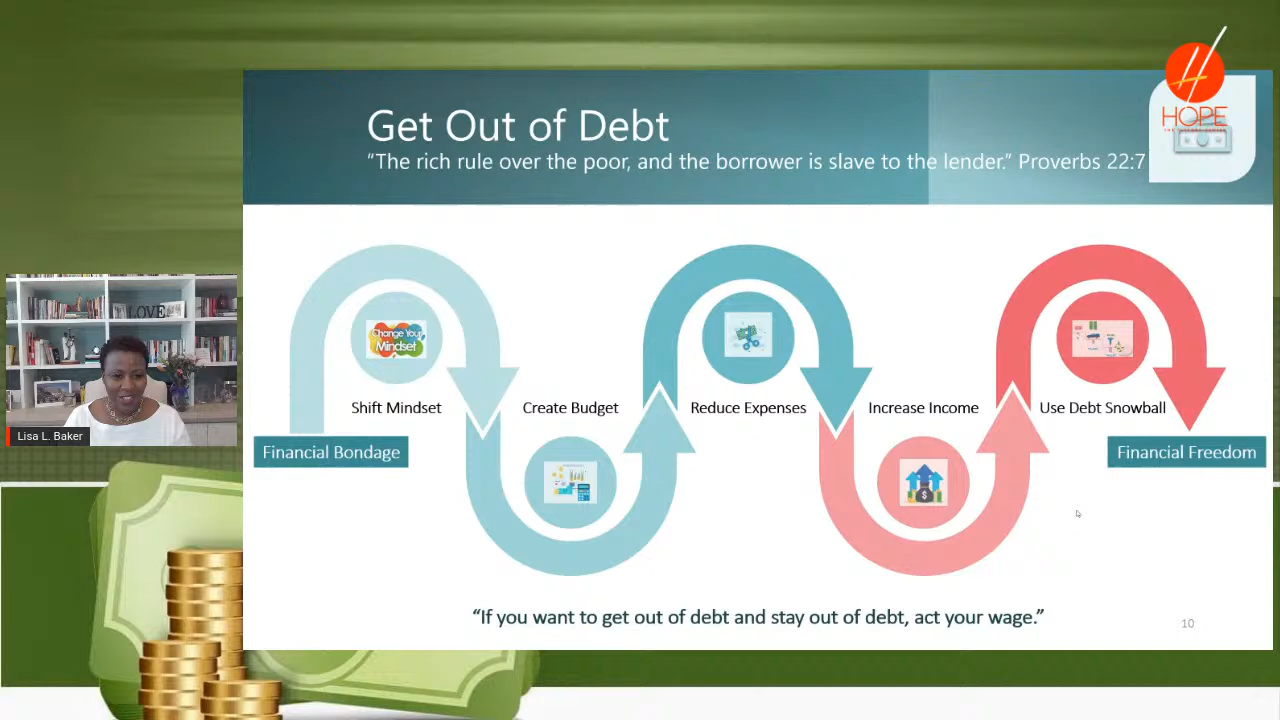 Get Out of Debt
“The rich rule over the poor, and the borrower is slave to the lender.” Proverbs 22:7
HOPE
LOVE
Lisa L. Baker
Change Your
Mindset
Shift Mindset
Create Budget
Reduce Expenses
Increase Income
Use Debt Snowball
Financial Bondage
Financial Freedom
$
“If you want to get out of debt and stay out of debt, act your wage.”
10